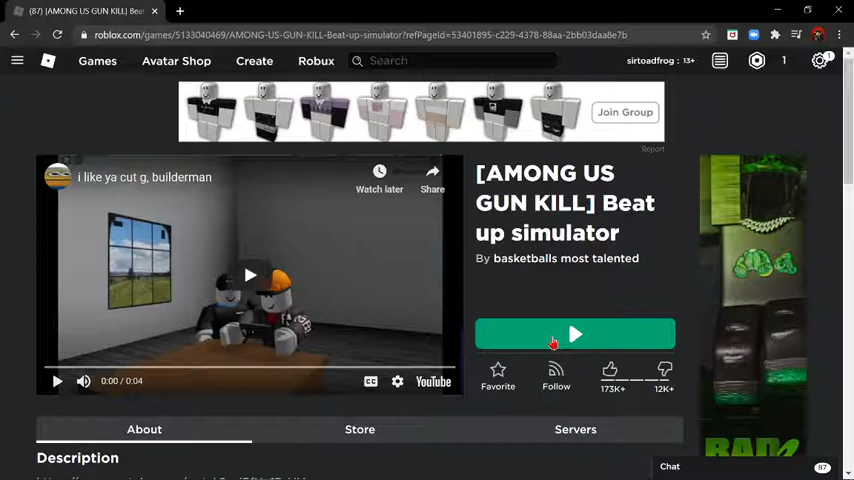 (87) [AMONG US GUN KILL] Bea
roblox.com/games/5133040469/AMONG-US-GUN-KILL-Beat-up-simulator?refPageId=53401895-c229-4378-88aa-2bb03daa8e7b
Games
Avatar Shop
Create
Robux
Search
sirtoadfrog : 13+
1
1
Join Group
Report
i like ya cut g, builderman
Watch later
Share
[AMONG US
GUN KILL] Beat
up simulator
By basketballs most talented
0:00 / 0:04
CC
YouTube
Favorite
Follow
173K+
12K+
About
Store
Servers
Description
Chat
87